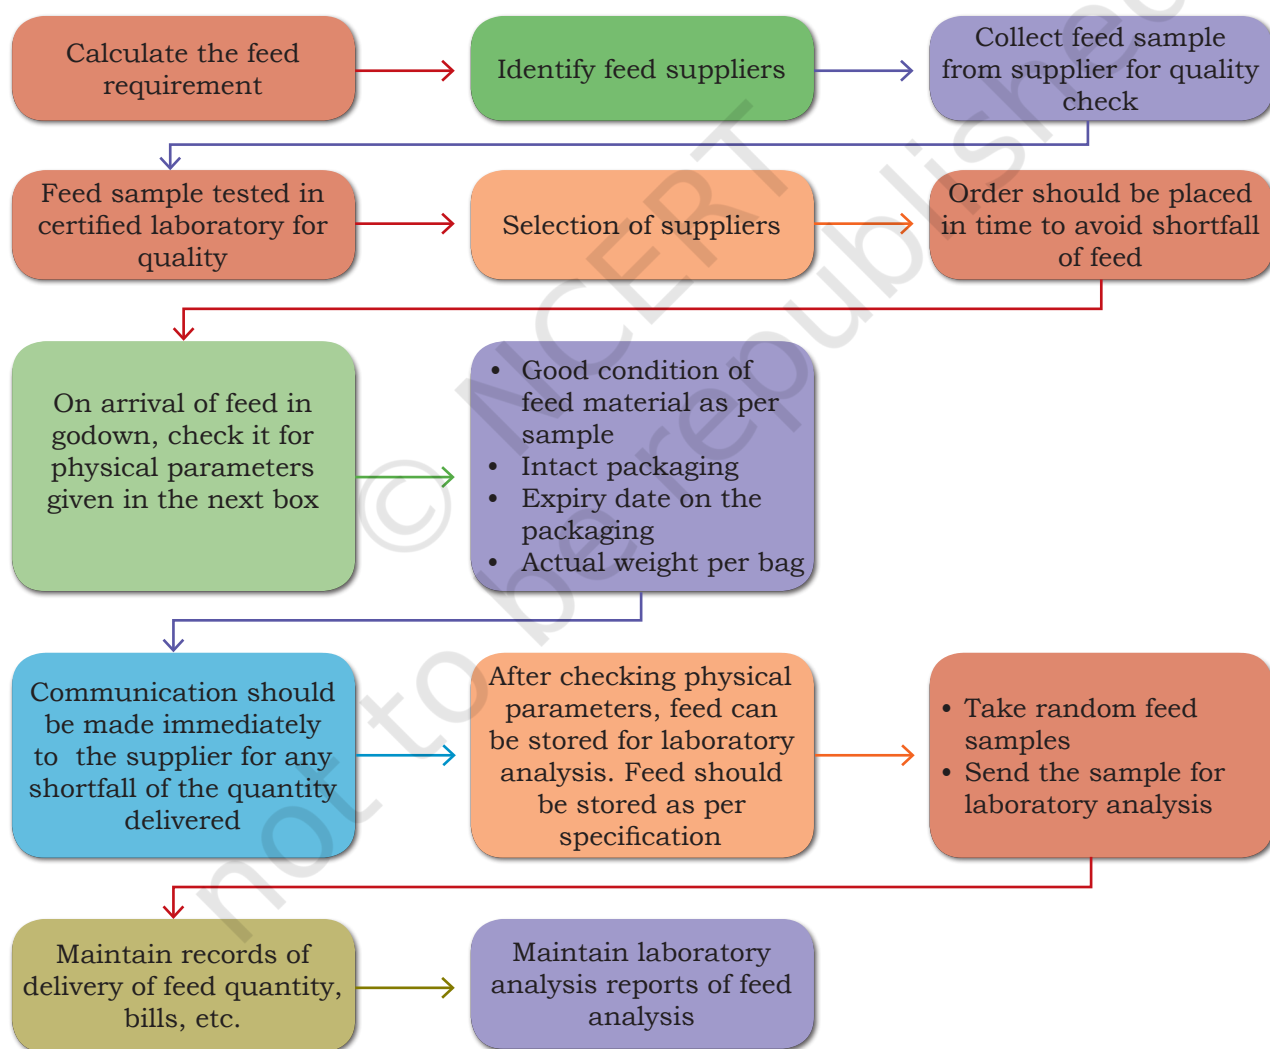 Calculate the feed
requirement
Identify feed suppliers
Collect feed sample
from supplier for quality
check
Feed sample tested in
certified laboratory for
quality
Selection of suppliers
Order should be placed
in time to avoid shortfall
of feed
On arrival of feed in
godown, check it for
physical parameters
given in the next box
• Good condition of
feed material as per
sample
• Intact packaging
• Expiry date on the
packaging
• Actual weight per bag
Communication should
be made immediately
to the supplier for any
shortfall of the quantity
delivered
After checking physical
parameters, feed can
be stored for laboratory
analysis. Feed should
be stored as per
specification
• Take random feed
samples
• Send the sample for
laboratory analysis
Maintain records of
delivery of feed quantity,
bills, etc.
Maintain laboratory
analysis reports of feed
analysis
© NCERT
not to be republished